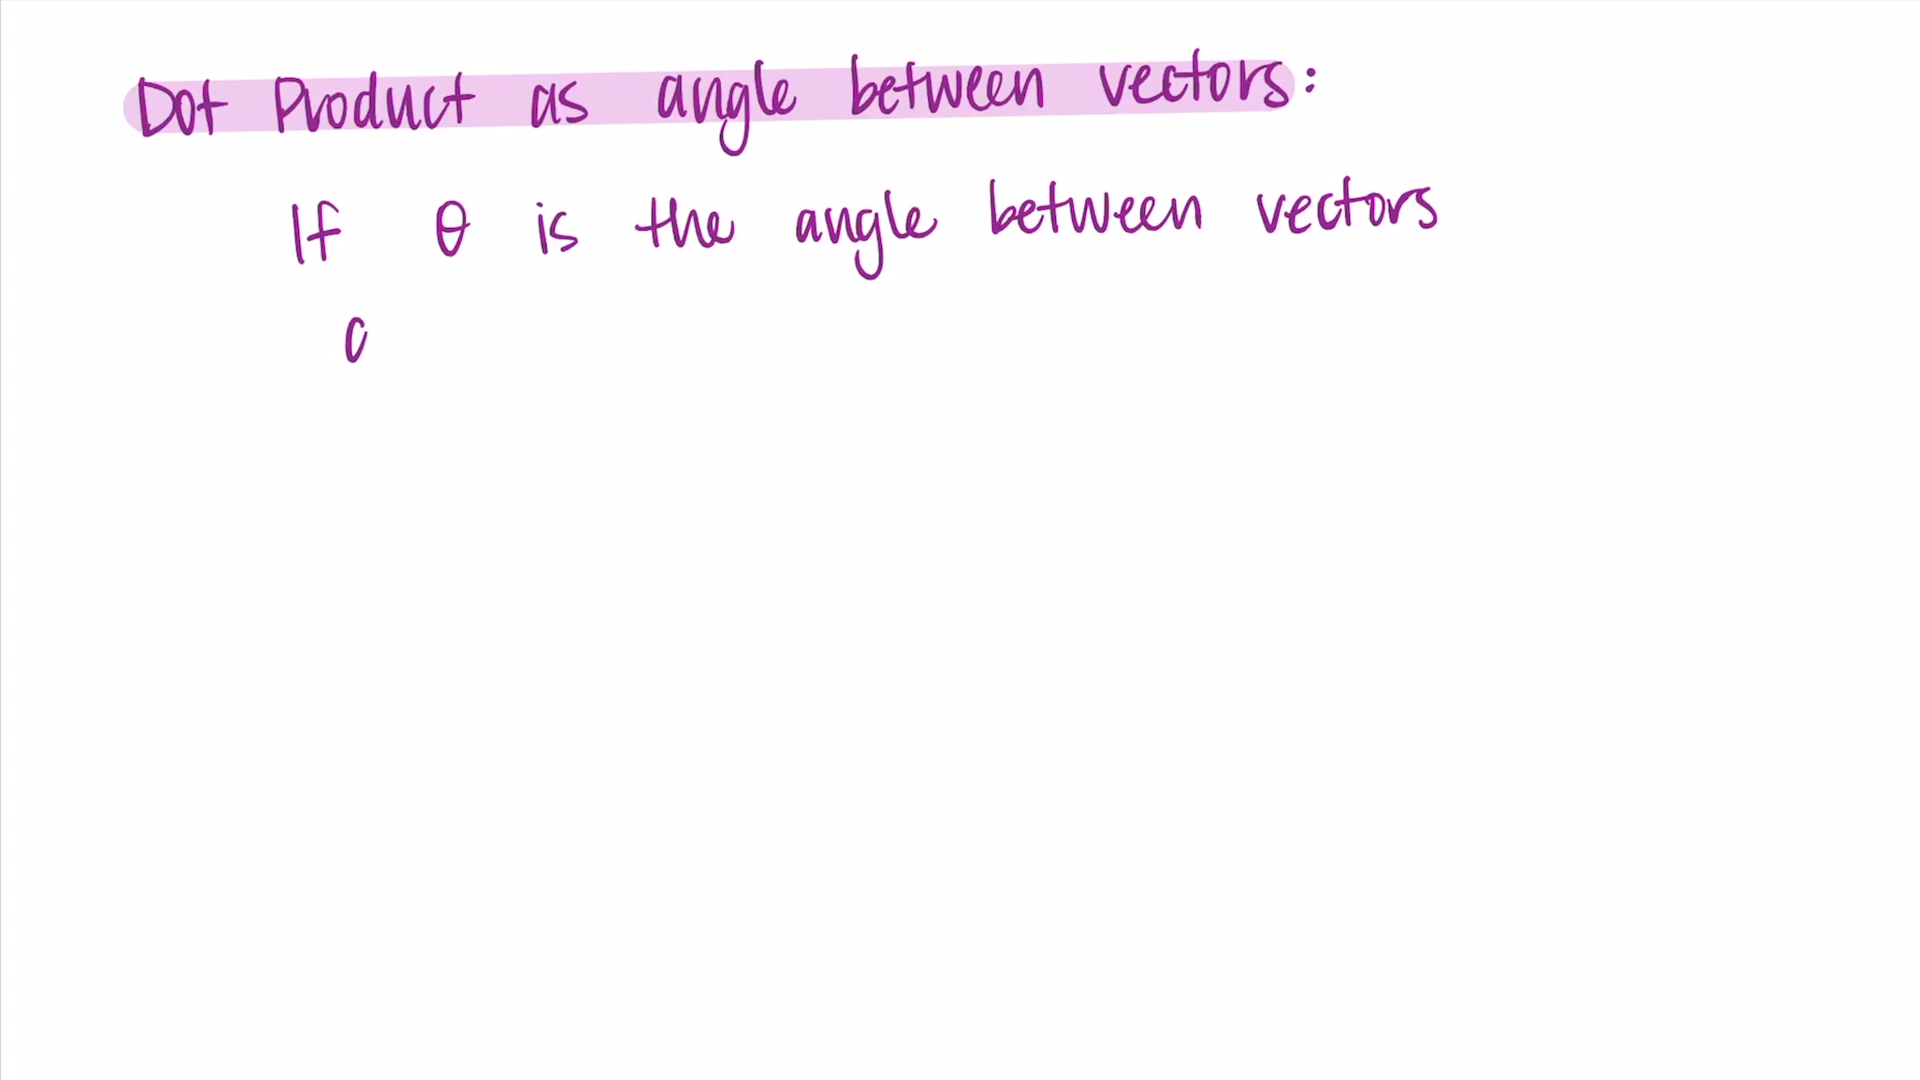 Dot Product as angle between vectors:
If θ is the angle between vectors